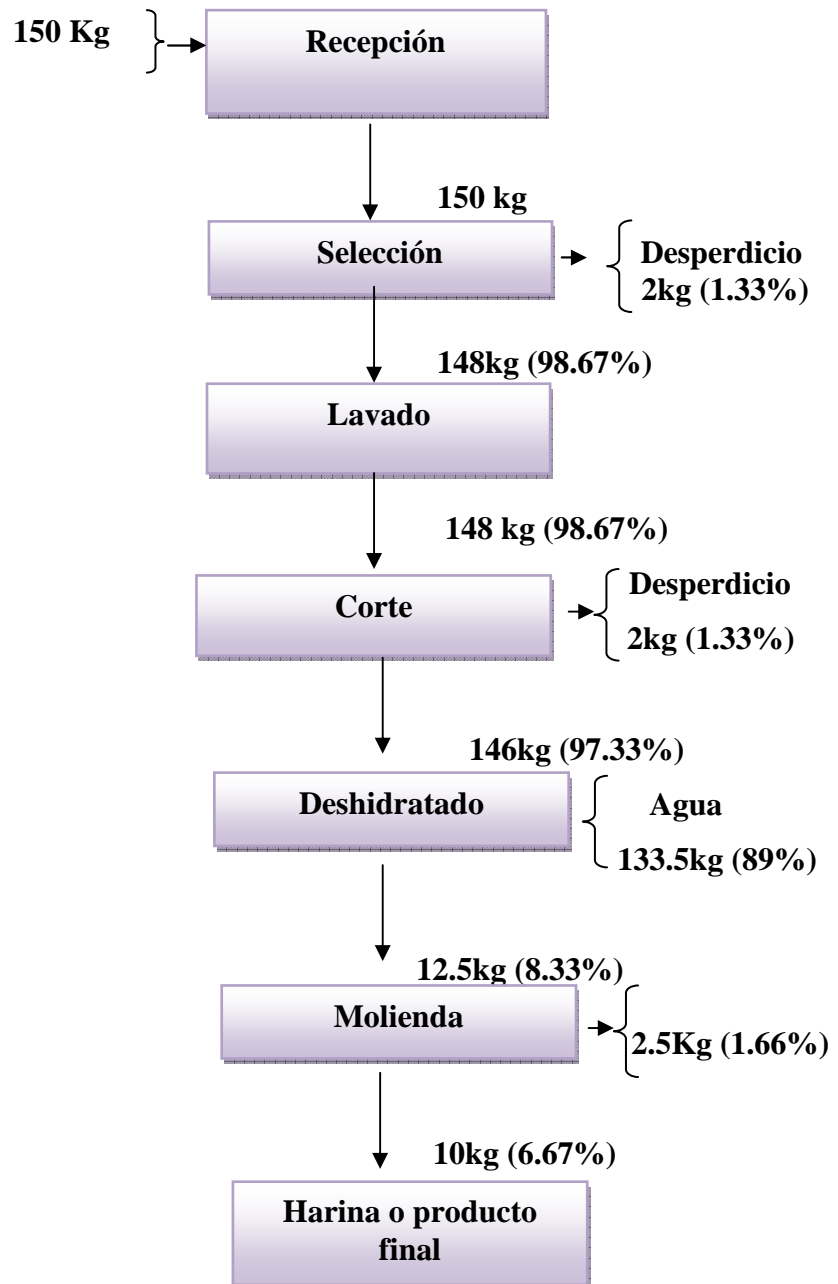 150 Kg
Recepción
150 kg
Selección
Desperdicio
2kg (1.33%)
148kg (98.67%)
Lavado
148 kg (98.67%)
Corte
Desperdicio
2kg (1.33%)
146kg (97.33%)
Deshidratado
Agua
133.5kg (89%)
12.5kg (8.33%)
Molienda
2.5Kg (1.66%)
10kg (6.67%)
Harina o producto
final